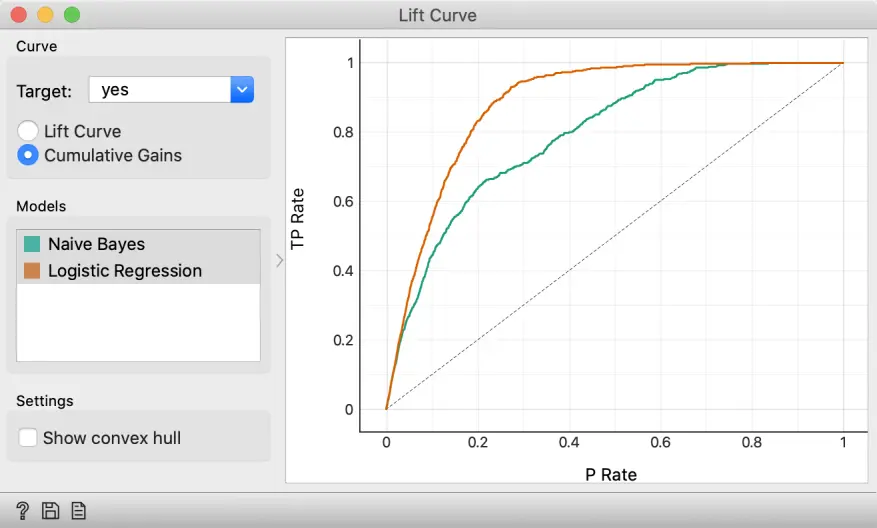 Lift Curve
Curve
Target: yes
Lift Curve
Cumulative Gains
Models
Naive Bayes
Logistic Regression
Settings
Show convex hull
TP Rate
1
0.8
0.6
0.4
0.2
0
0 0.2 0.4 0.6 0.8 1
P Rate
?